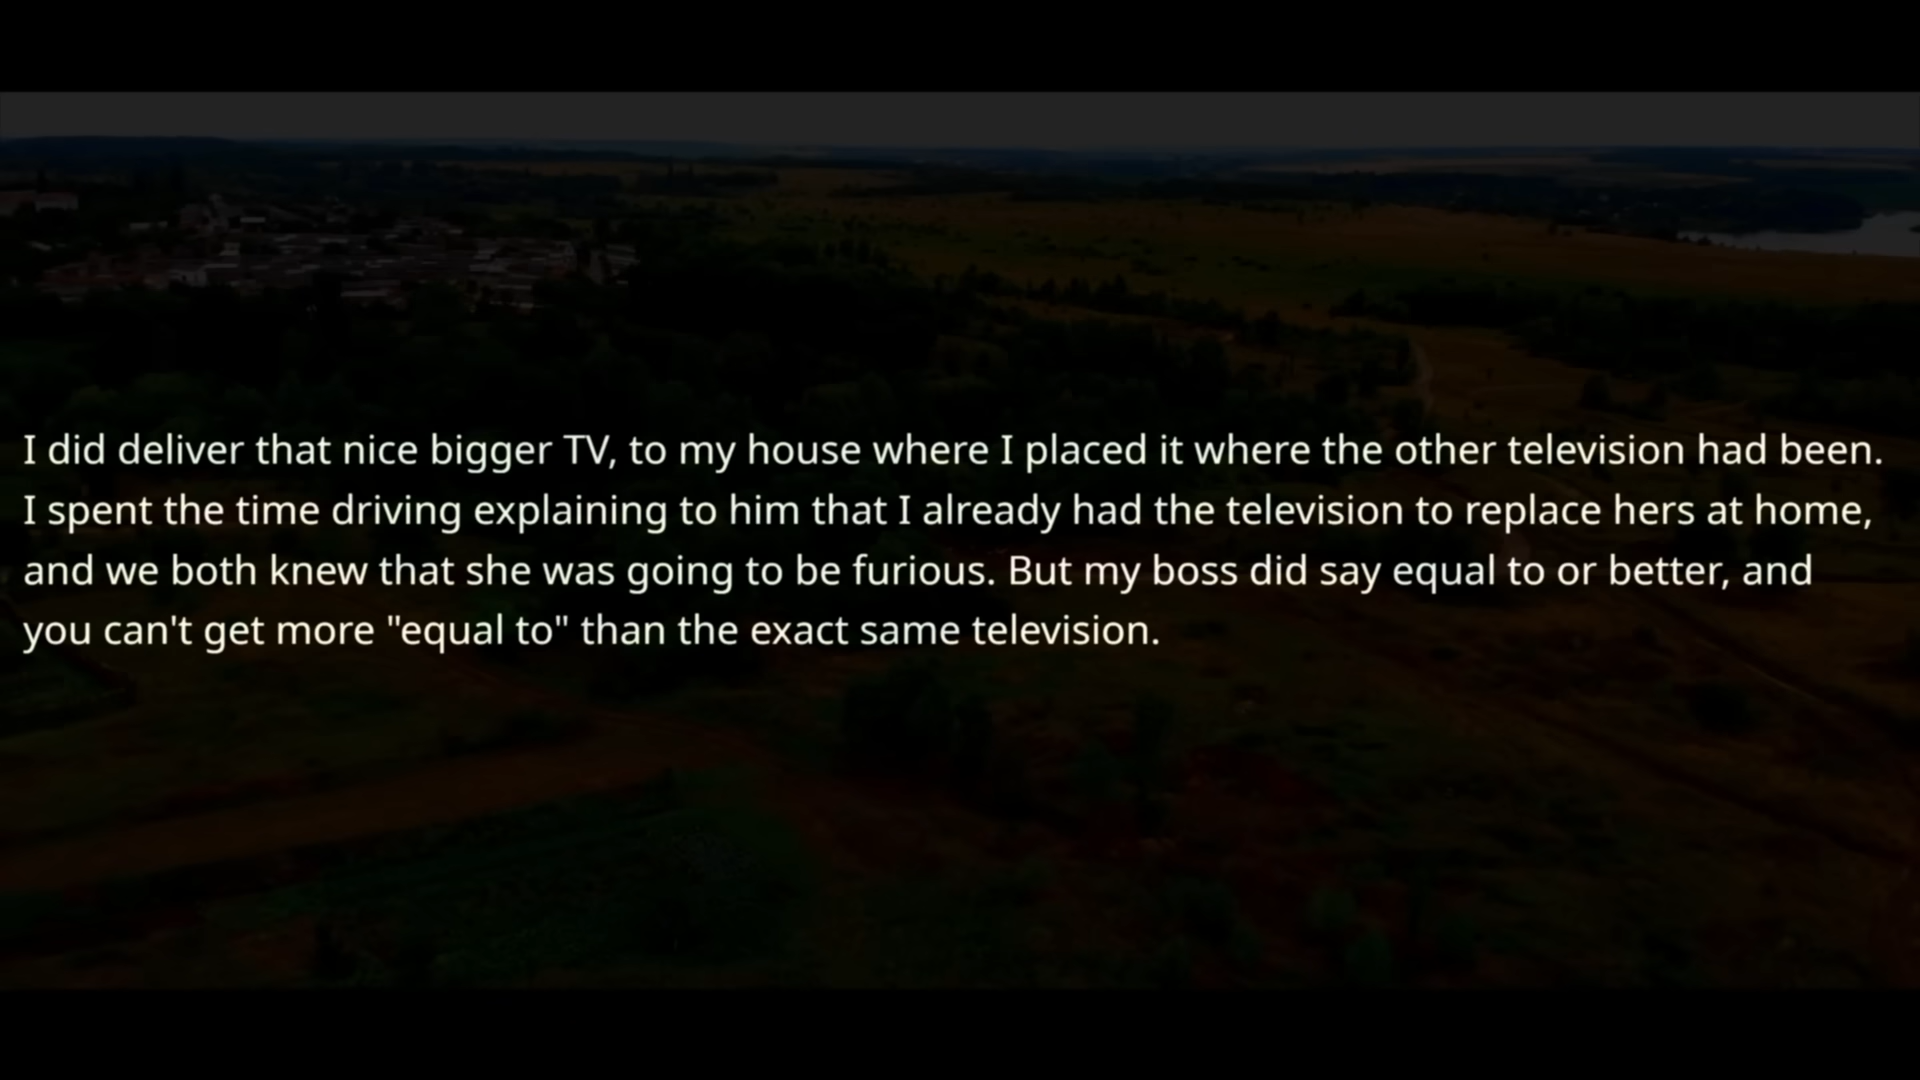 I did deliver that nice bigger TV, to my house where I placed it where the other television had been.
I spent the time driving explaining to him that I already had the television to replace hers at home,
and we both knew that she was going to be furious. But my boss did say equal to or better, and
you can't get more "equal to" than the exact same television.